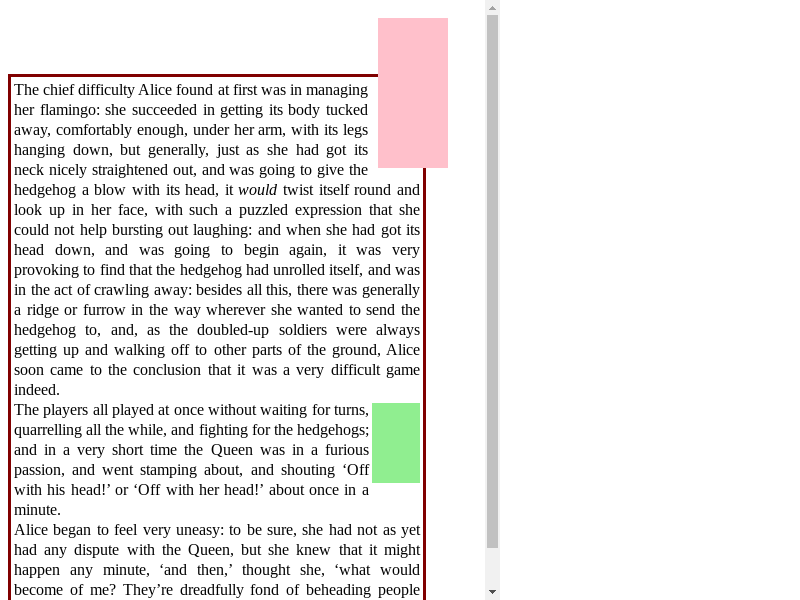 The chief difficulty Alice found at first was in managing
her flamingo: she succeeded in getting its body tucked
away, comfortably enough, under her arm, with its legs
hanging down, but generally, just as she had got its
neck nicely straightened out, and was going to give the
hedgehog a blow with its head, it would twist itself round and
look up in her face, with such a puzzled expression that she
could not help bursting out laughing: and when she had got its
head down, and was going to begin again, it was very
provoking to find that the hedgehog had unrolled itself, and was
in the act of crawling away: besides all this, there was generally
a ridge or furrow in the way wherever she wanted to send the
hedgehog to, and, as the doubled-up soldiers were always
getting up and walking off to other parts of the ground, Alice
soon came to the conclusion that it was a very difficult game
indeed.
The players all played at once without waiting for turns,
quarrelling all the while, and fighting for the hedgehogs;
and in a very short time the Queen was in a furious
passion, and went stamping about, and shouting ‘Off
with his head!’ or ‘Off with her head!’ about once in a
minute.
Alice began to feel very uneasy: to be sure, she had not as yet
had any dispute with the Queen, but she knew that it might
happen any minute, ‘and then,’ thought she, ‘what would
become of me? They’re dreadfully fond of beheading people